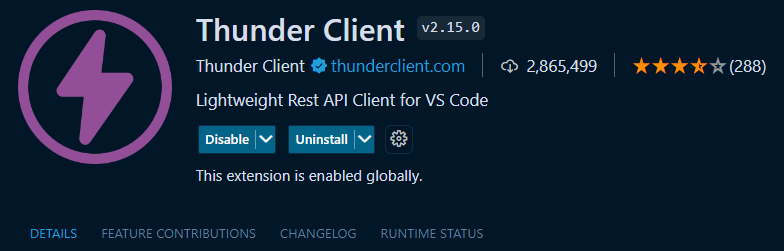 Thunder Client v2.15.0
Thunder Client thunderclient.com 2,865,499 (288)
Lightweight Rest API Client for VS Code
Disable Uninstall
This extension is enabled globally.
DETAILS FEATURE CONTRIBUTIONS CHANGELOG RUNTIME STATUS